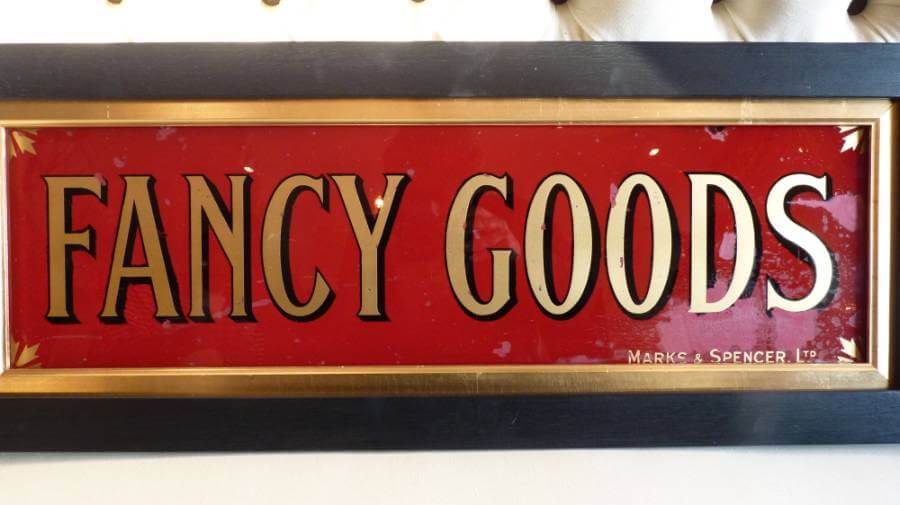 FANCY GOODS
MARKS & SPENCER, LTD